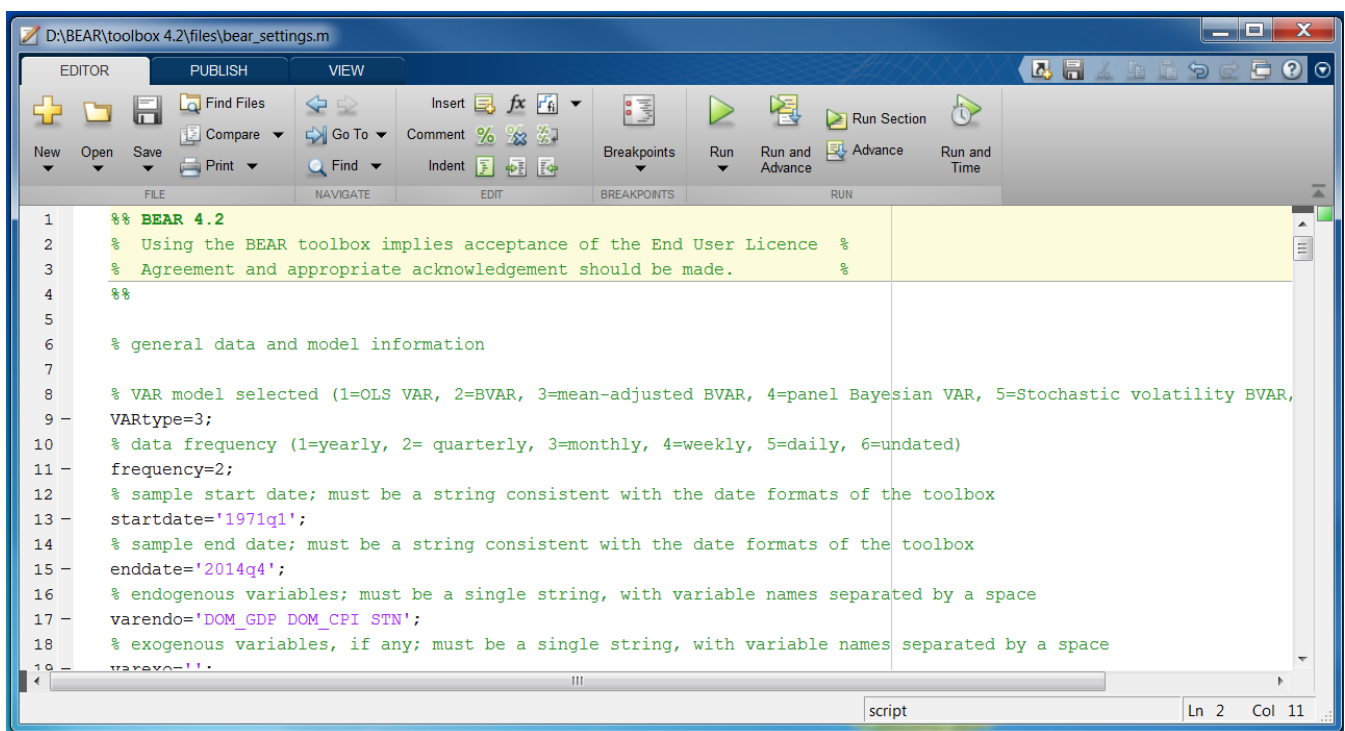 D:\BEAR\toolbox 4.2\files\bear_settings.m
EDITOR PUBLISH VIEW
New
Open
Save
Find Files
Compare
Print
FILE
Go To
Find
NAVIGATE
Insert fx fi
Comment % %
Indent
EDIT
Breakpoints
BREAKPOINTS
Run
Run and
Advance
Run Section
Advance
Run and
Time
RUN
1 %% BEAR 4.2
2 % Using the BEAR toolbox implies acceptance of the End User Licence %
3 % Agreement and appropriate acknowledgement should be made. %
4 %%
5
6 % general data and model information
7
8 % VAR model selected (1=OLS VAR, 2=BVAR, 3=mean-adjusted BVAR, 4=panel Bayesian VAR, 5=Stochastic volatility BVAR,
9 – VARtype=3;
10 % data frequency (1=yearly, 2= quarterly, 3=monthly, 4=weekly, 5=daily, 6=undated)
11 – frequency=2;
12 % sample start date; must be a string consistent with the date formats of the toolbox
13 – startdate='1971q1';
14 % sample end date; must be a string consistent with the date formats of the toolbox
15 – enddate='2014q4';
16 % endogenous variables; must be a single string, with variable names separated by a space
17 – varendo='DOM_GDP DOM_CPI STN';
18 % exogenous variables, if any; must be a single string, with variable names separated by a space
19 – varexo='';
script
Ln 2 Col 11